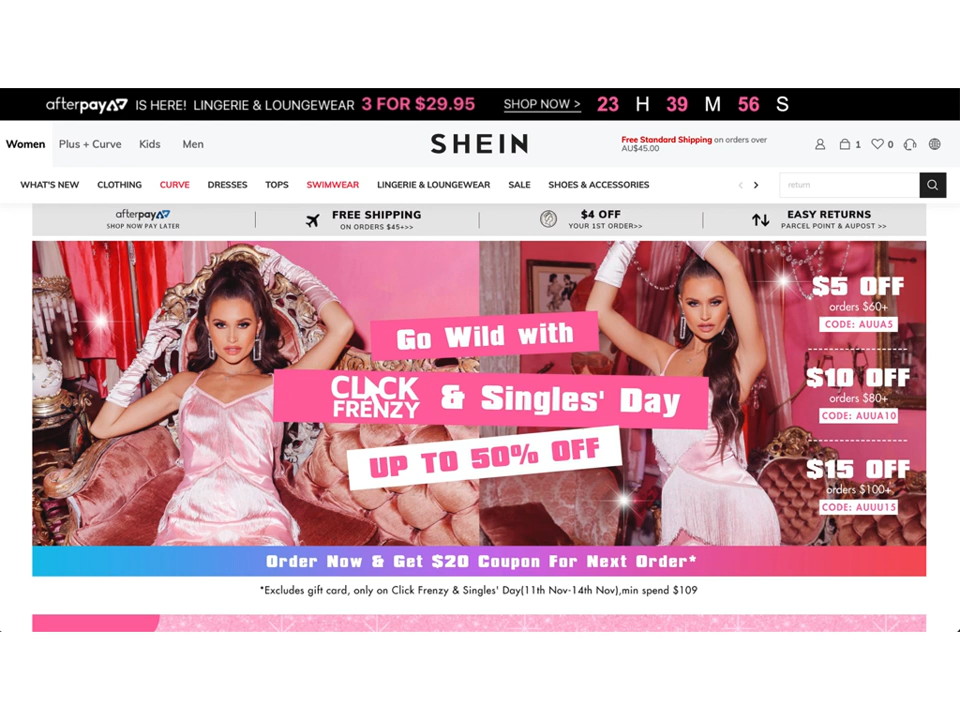 afterpay IS HERE! LINGERIE & LOUNGEWEAR 3 FOR $29.95 SHOP NOW > 23 H 39 M 56 S
Women Plus + Curve Kids Men
SHEIN
Free Standard Shipping on orders over
AU$45.00
1 0
WHAT'S NEW CLOTHING CURVE DRESSES TOPS SWIMWEAR LINGERIE & LOUNGEWEAR SALE SHOES & ACCESSORIES < > return
afterpay
SHOP NOW PAY LATER
FREE SHIPPING
ON ORDERS $45+>>
$4 OFF
YOUR 1ST ORDER>>
EASY RETURNS
PARCEL POINT & AUPOST >>
Go Wild with
CLICK
FRENZY
& Singles' Day
UP TO 50% OFF
$5 OFF
orders $60+
CODE: AUUA5
$10 OFF
orders $80+
CODE: AUUA10
$15 OFF
orders $100+
CODE: AUUU15
Order Now & Get $20 Coupon For Next Order*
*Excludes gift card, only on Click Frenzy & Singles' Day(11th Nov-14th Nov),min spend $109